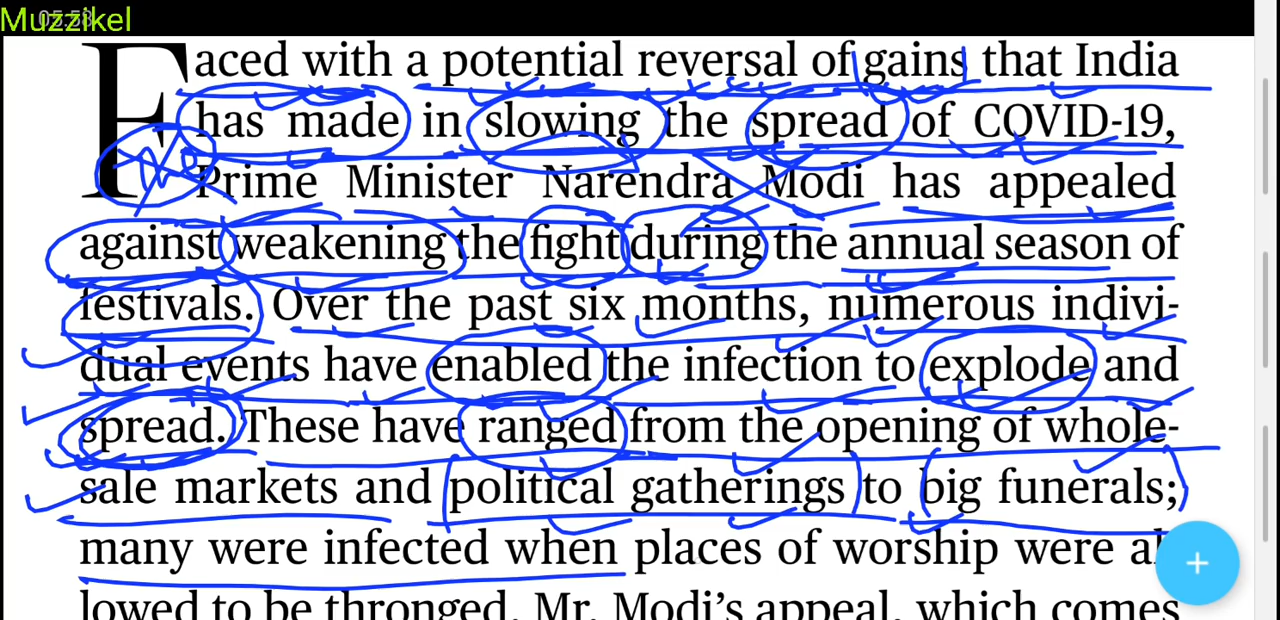 Muzzikel
05:53
Faced with a potential reversal of gains that India
has made in slowing the spread of COVID-19,
Prime Minister Narendra Modi has appealed
against weakening the fight during the annual season of
festivals. Over the past six months, numerous indivi-
dual events have enabled the infection to explode and
spread. These have ranged from the opening of whole-
sale markets and political gatherings to big funerals;
many were infected when places of worship were al-
lowed to be thronged. Mr. Modi’s appeal, which comes